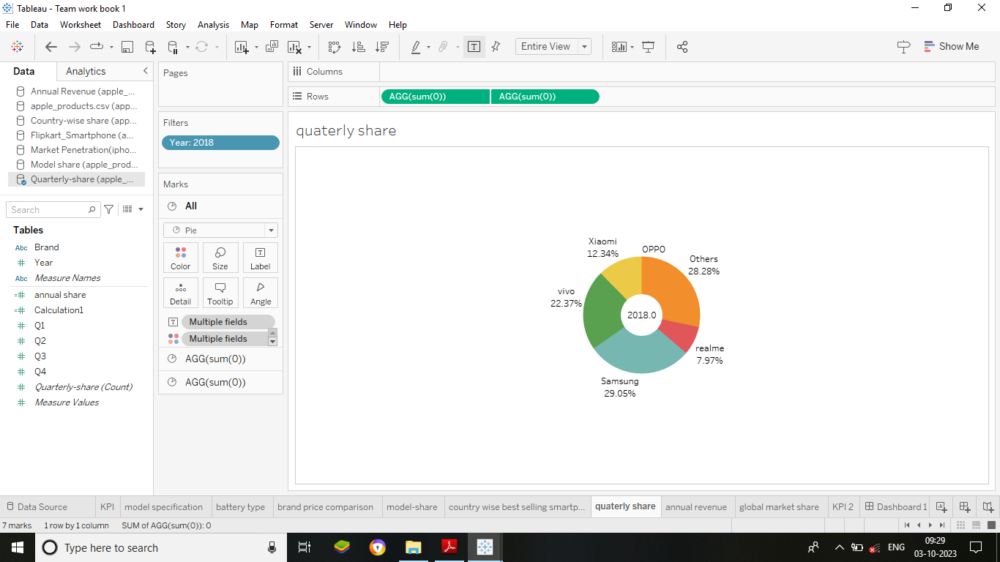 Tableau - Team work book 1
File Data Worksheet Dashboard Story Analysis Map Format Server Window Help
Entire View
Show Me
Data
Analytics
Annual Revenue (apple_...
apple_products.csv (app...
Country-wise share (app...
Flipkart_Smartphone (a...
Market Penetration(ipho...
Model share (apple_prod...
Quarterly-share (apple_...
Search
Tables
Abc Brand
Year
Abc Measure Names
annual share
Calculation1
Q1
Q2
Q3
Q4
Quarterly-share (Count)
Measure Values
Pages
Filters
Year: 2018
Marks
All
Pie
Color Size Label
Detail Tooltip Angle
Multiple fields
Multiple fields
AGG(sum(0))
AGG(sum(0))
Columns
Rows AGG(sum(0)) AGG(sum(0))
quaterly share
Xiaomi
12.34%
OPPO
Others
28.28%
vivo
22.37%
2018.0
realme
7.97%
Samsung
29.05%
Data Source KPI model specification battery type brand price comparison model-share country wise best selling smartp... quaterly share annual revenue global market share KPI 2 Dashboard 1
7 marks 1 row by 1 column SUM of AGG(sum(0)): 0
Type here to search
ENG
09:29
03-10-2023